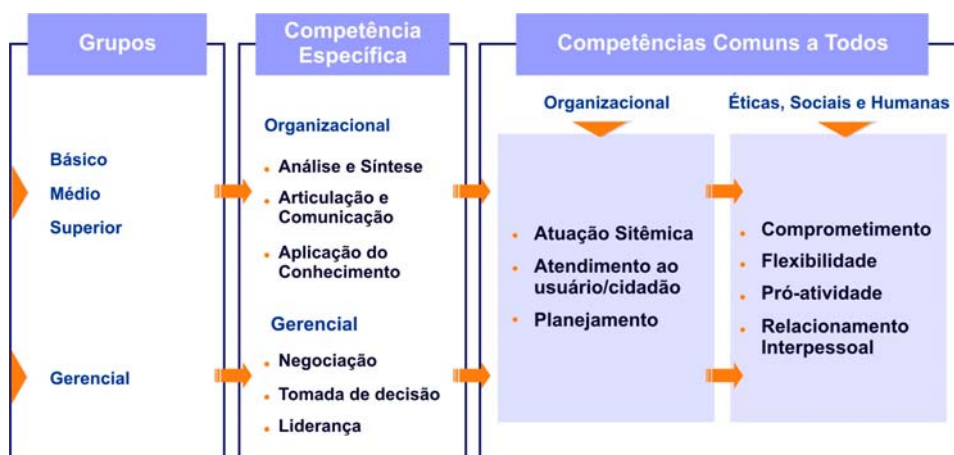 Grupos
Básico
Médio
Superior
Gerencial
Competência
Específica
Organizacional
• Análise e Síntese
• Articulação e
Comunicação
• Aplicação do
Conhecimento
Gerencial
• Negociação
• Tomada de decisão
• Liderança
Competências Comuns a Todos
Organizacional
• Atuação Sitêmica
• Atendimento ao
usuário/cidadão
• Planejamento
Éticas, Sociais e Humanas
• Comprometimento
• Flexibilidade
• Pró-atividade
• Relacionamento
Interpessoal